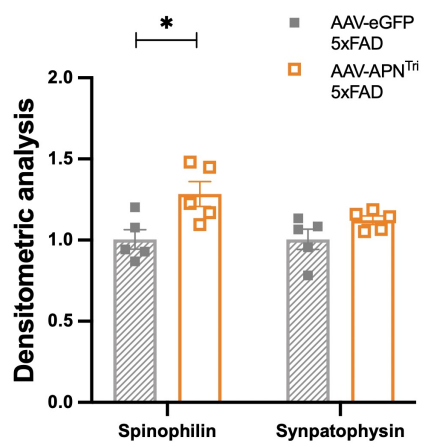 *
AAV-eGFP
5xFAD
AAV-APNTri
5xFAD
Densitometric analysis
2.0
1.5
1.0
0.5
0.0
Spinophilin
Synpatophysin